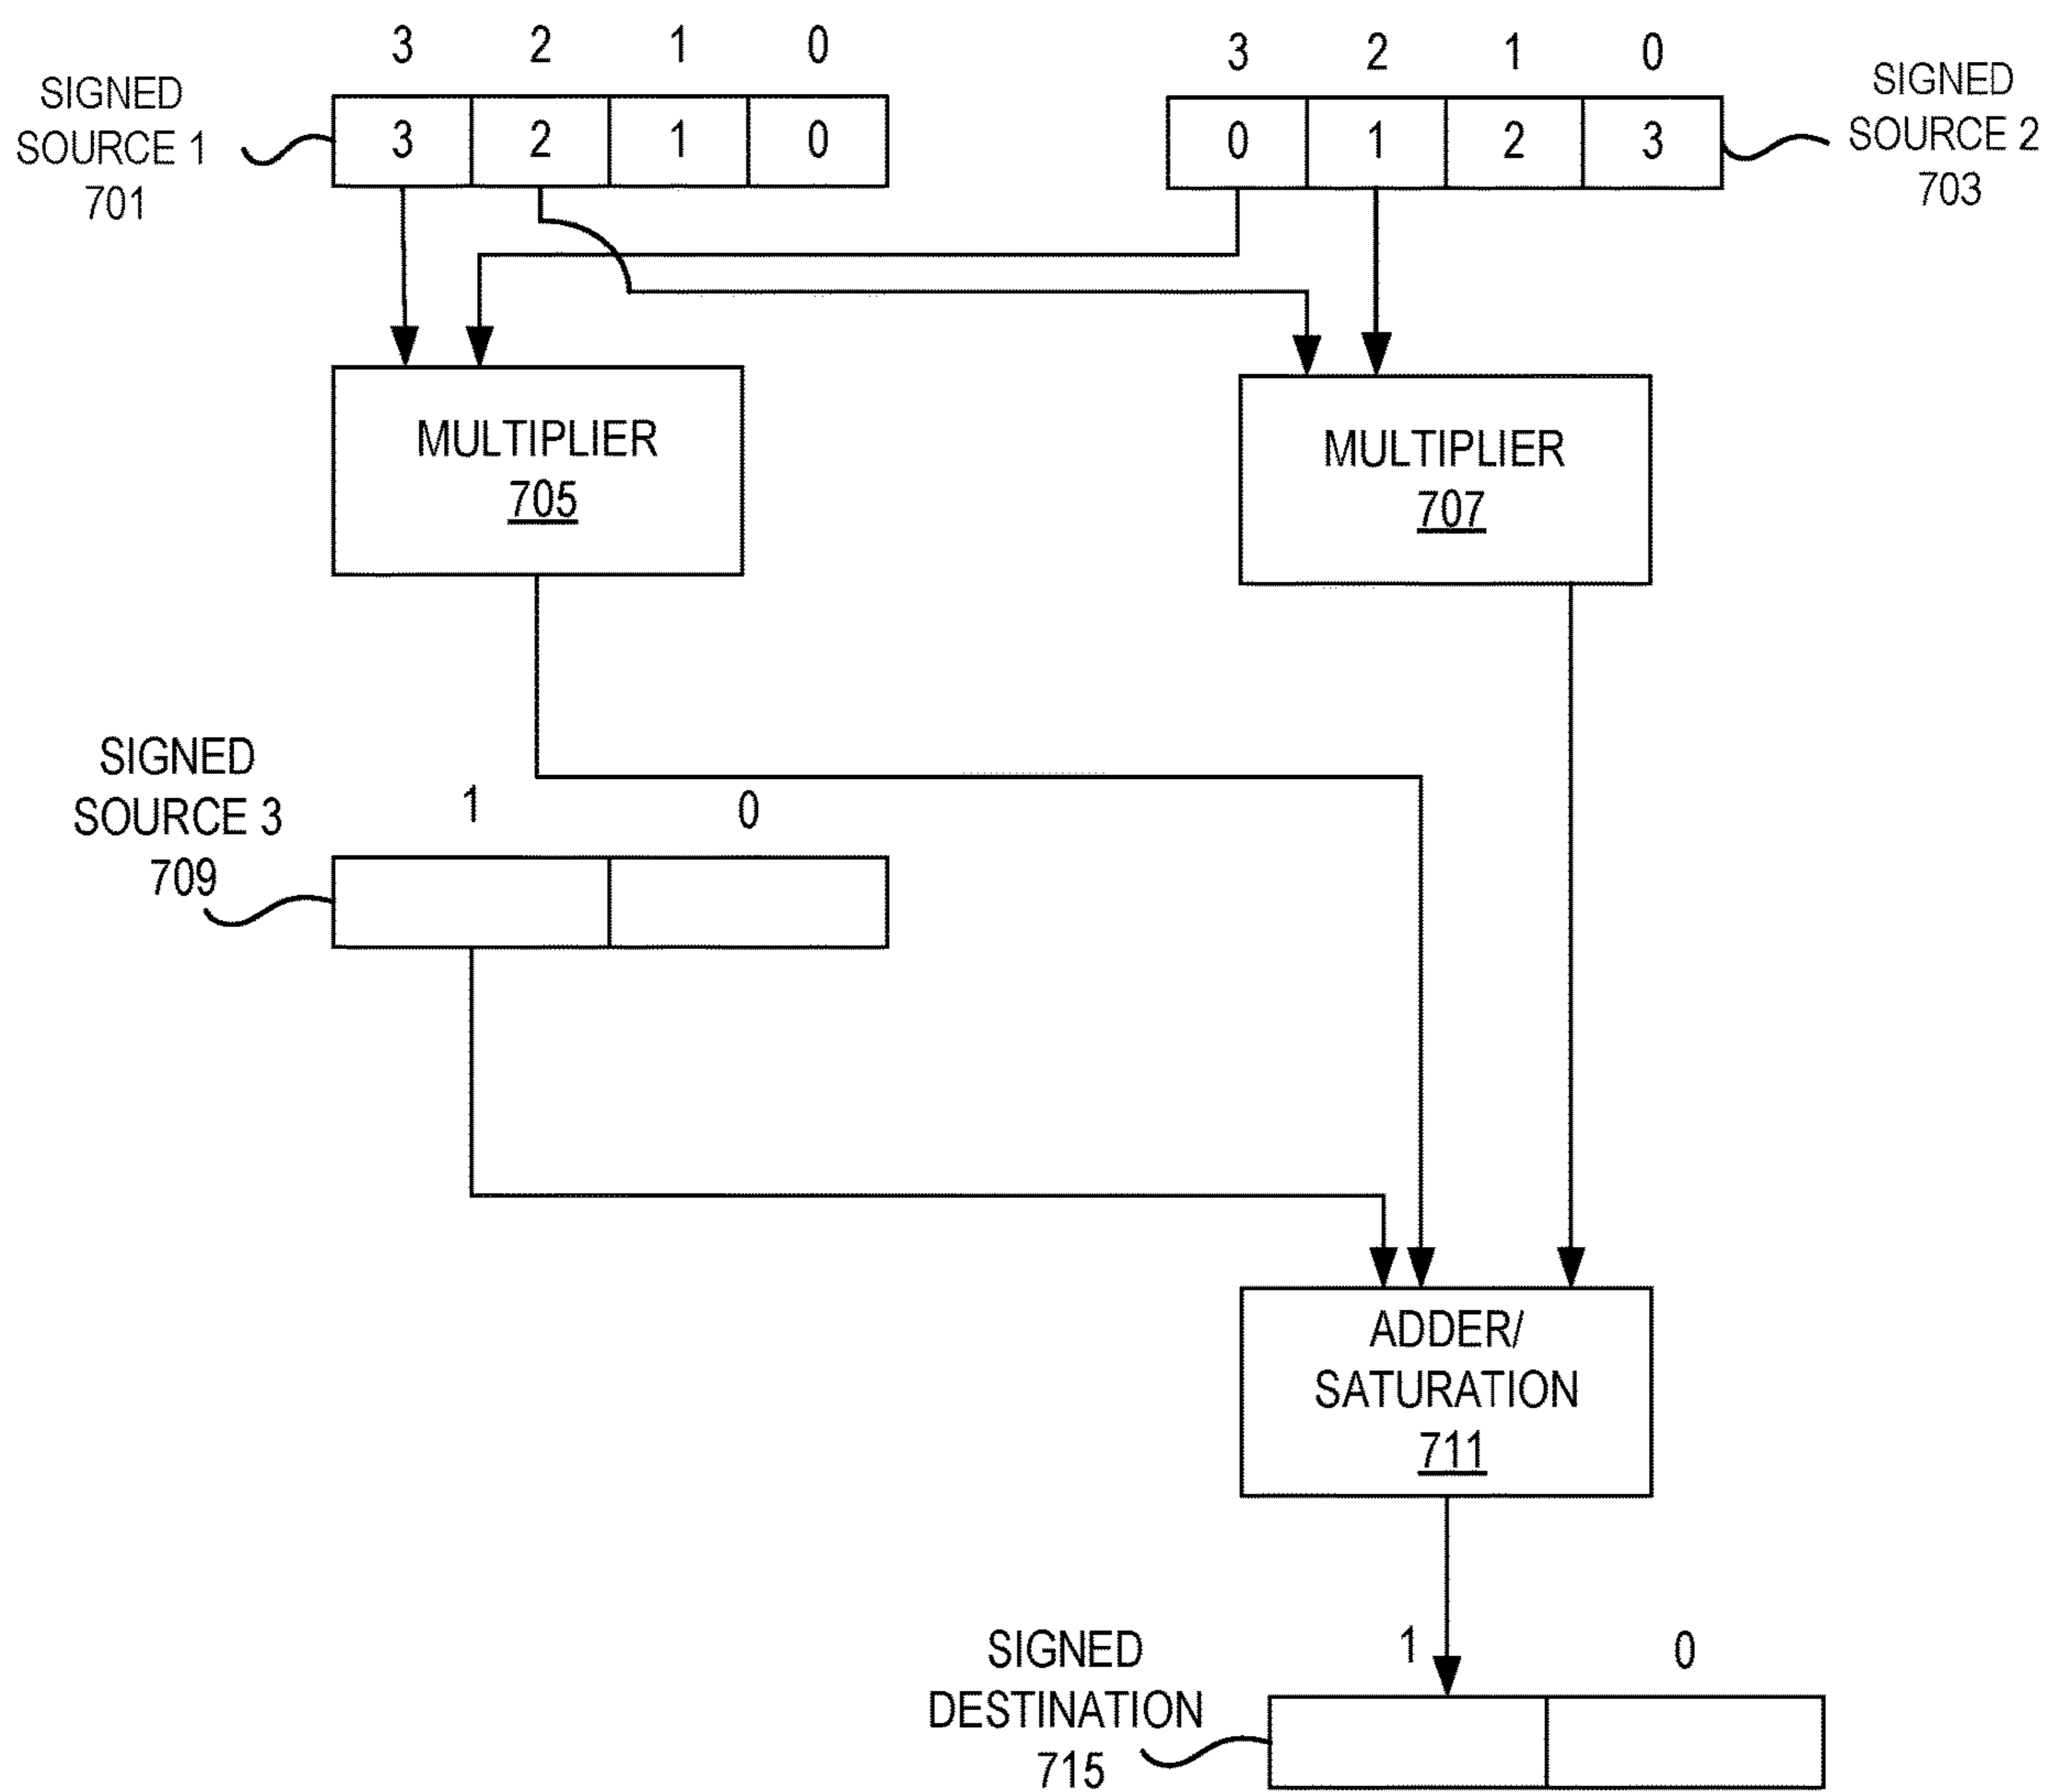 3 2 1 0
3 2 1 0
SIGNED
SOURCE 1
701
3 2 1 0
0 1 2 3
SIGNED
SOURCE 2
703
MULTIPLIER
705
MULTIPLIER
707
SIGNED
SOURCE 3
709
1 0
ADDER/
SATURATION
711
SIGNED
DESTINATION
715
1 0